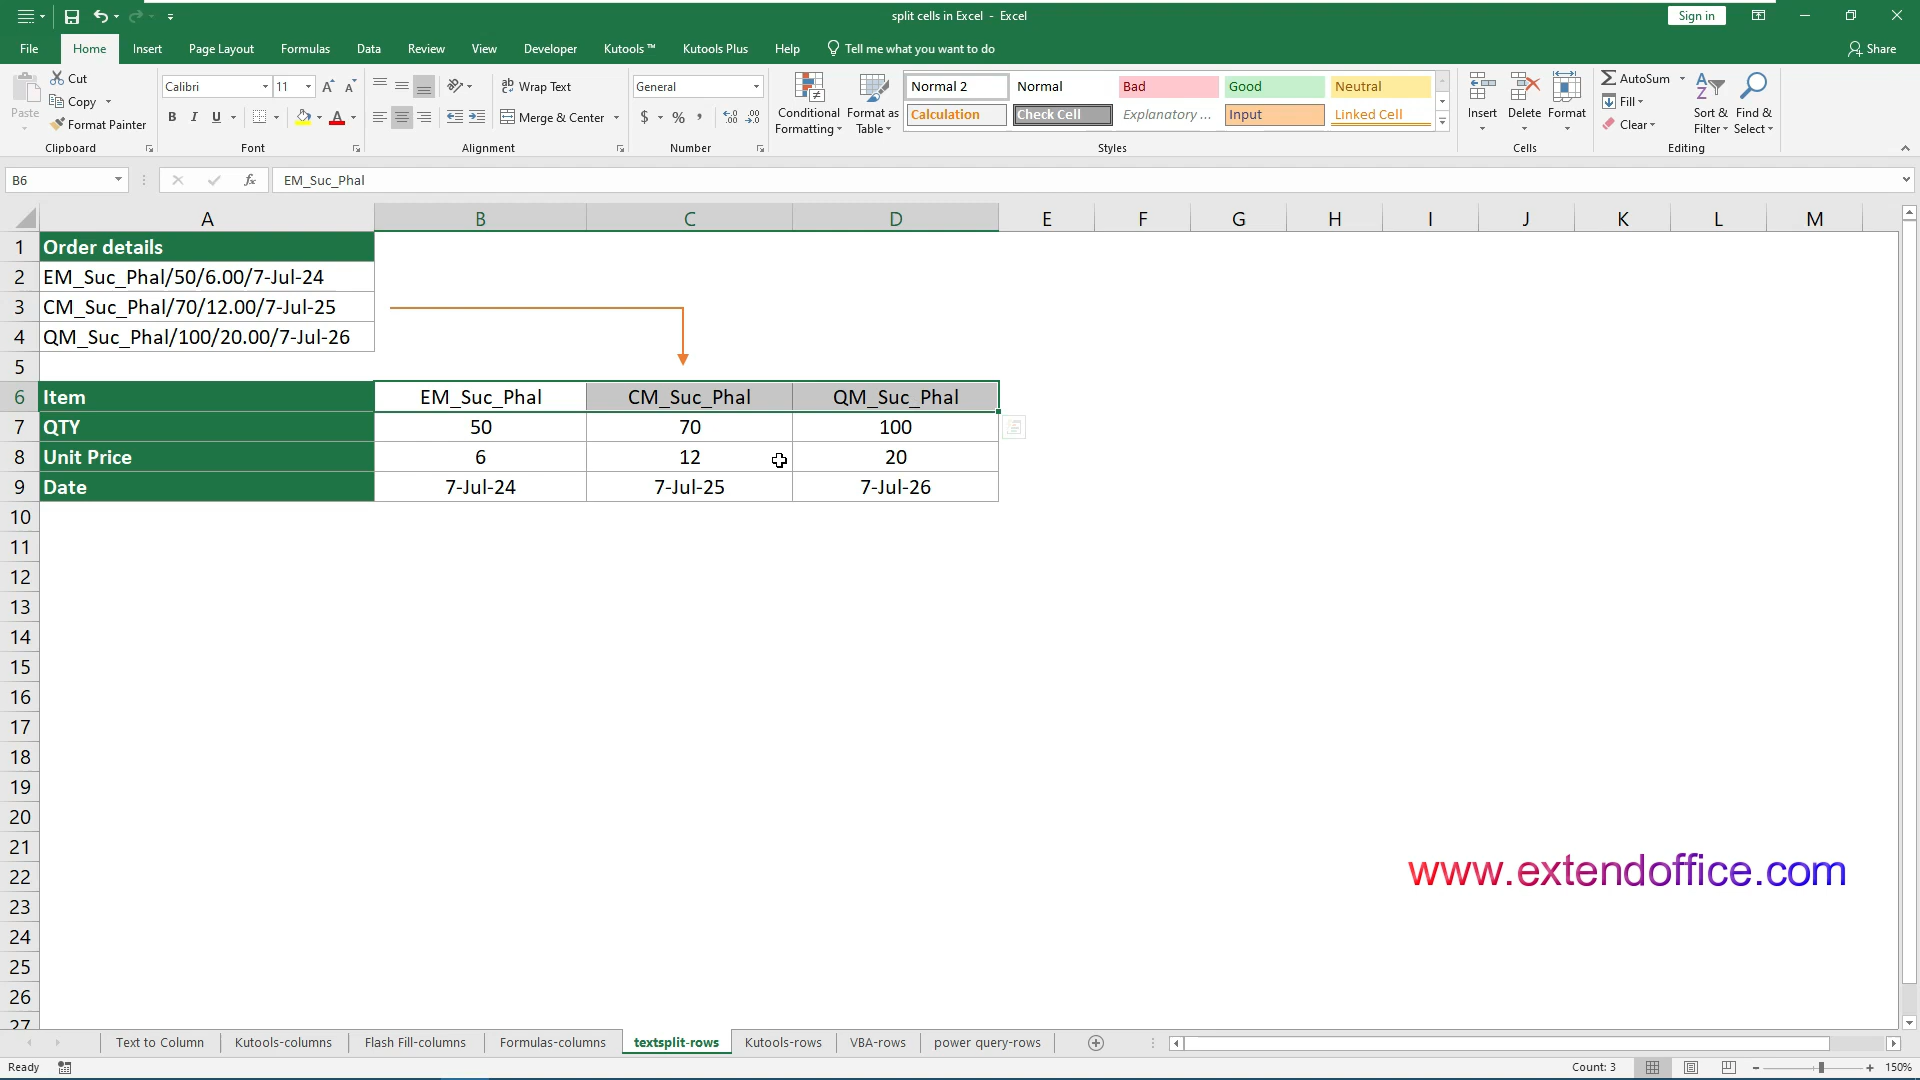 split cells in Excel - Excel
Sign in
File Home Insert Page Layout Formulas Data Review View Developer Kutools ™ Kutools Plus Help Tell me what you want to do Share
Paste
Cut
Copy
Format Painter
Clipboard
Calibri 11
B I U
Font
Wrap Text
Merge & Center
Alignment
General
$ % ,
Number
Conditional Formatting
Format as Table
Normal 2 Normal Bad Good Neutral
Calculation Check Cell Explanatory ... Input Linked Cell
Styles
Insert Delete Format
Cells
AutoSum
Fill
Clear
Sort & Filter
Find & Select
Editing
B6 fx EM_Suc_Phal
A B C D E F G H I J K L M
1 Order details
2 EM_Suc_Phal/50/6.00/7-Jul-24
3 CM_Suc_Phal/70/12.00/7-Jul-25
4 QM_Suc_Phal/100/20.00/7-Jul-26
5
6 Item EM_Suc_Phal CM_Suc_Phal QM_Suc_Phal
7 QTY 50 70 100
8 Unit Price 6 12 20
9 Date 7-Jul-24 7-Jul-25 7-Jul-26
10
11
12
13
14
15
16
17
18
19
20
21
22
www.extendoffice.com
23
24
25
26
27
Text to Column Kutools-columns Flash Fill-columns Formulas-columns textsplit-rows Kutools-rows VBA-rows power query-rows
Ready Count: 3 150%